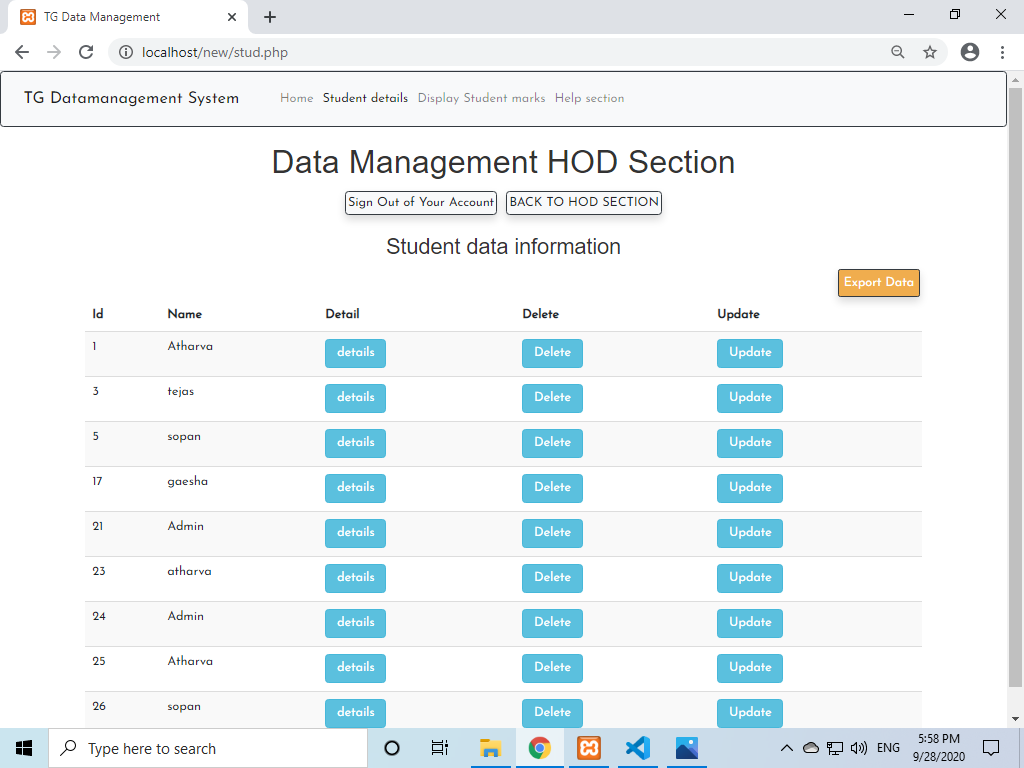 TG Data Management
localhost/new/stud.php
TG Datamanagement System Home Student details Display Student marks Help section
Data Management HOD Section
Sign Out of Your Account BACK TO HOD SECTION
Student data information
Export Data
Id Name Detail Delete Update
1 Atharva details Delete Update
3 tejas details Delete Update
5 sopan details Delete Update
17 gaesha details Delete Update
21 Admin details Delete Update
23 atharva details Delete Update
24 Admin details Delete Update
25 Atharva details Delete Update
26 sopan details Delete Update
Type here to search
ENG
5:58 PM
9/28/2020